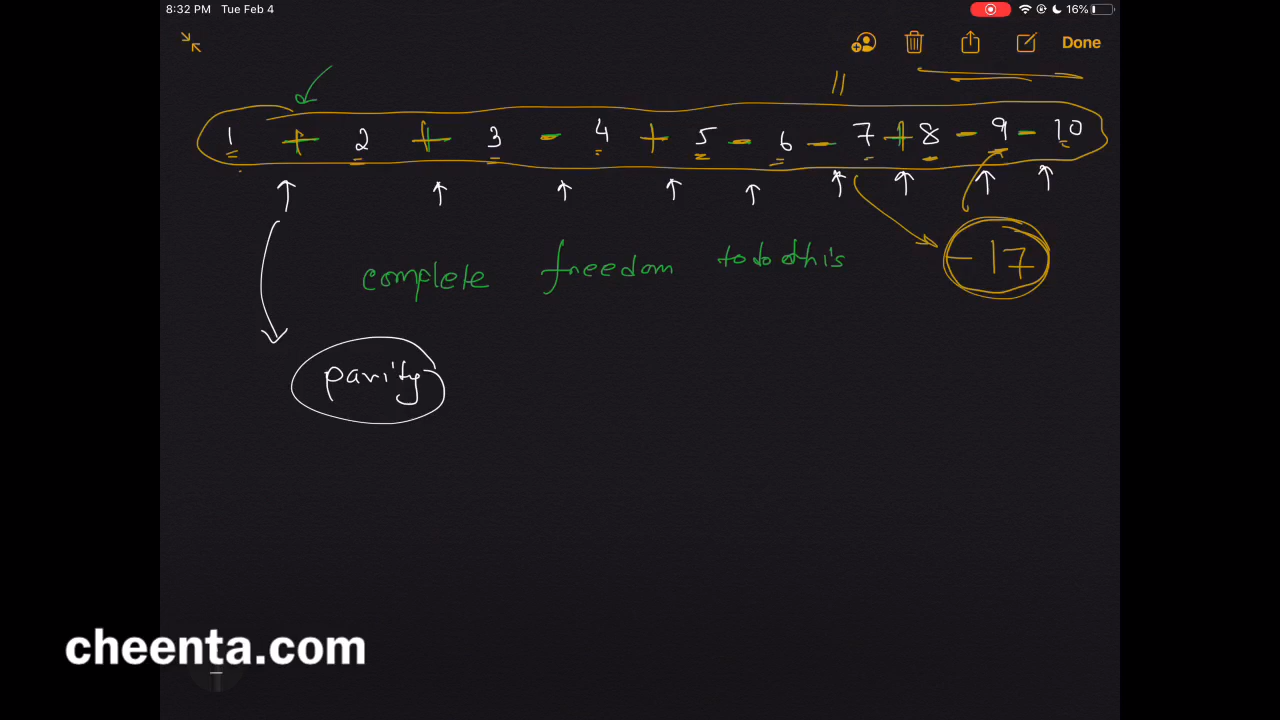 8:32 PM Tue Feb 4 16%
Done
1 + 2 + 3 - 4 + 5 - 6 - 7 + 8 - 9 - 10
complete freedom to do this
- 17
parity
cheenta.com